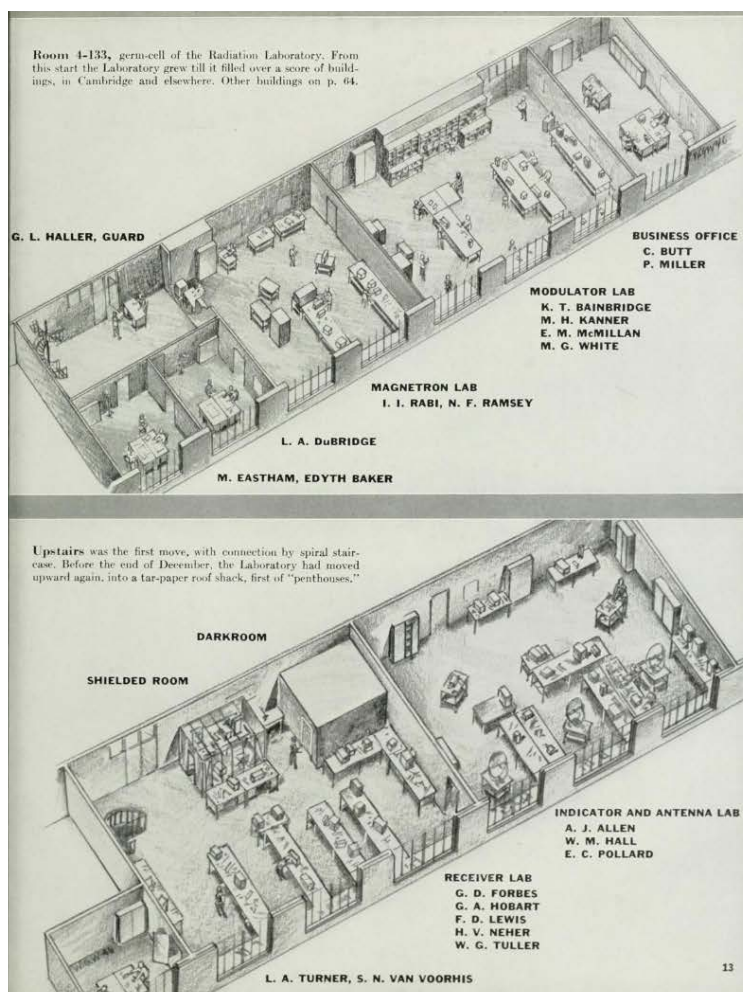 Room 4-133, germ-cell of the Radiation Laboratory. From
this start the Laboratory grew till it filled over a score of build-
ings, in Cambridge and elsewhere. Other buildings on p. 64.
G. L. HALLER, GUARD
BUSINESS OFFICE
C. BUTT
P. MILLER
MODULATOR LAB
K. T. BAINBRIDGE
M. H. KANNER
E. M. McMILLAN
M. G. WHITE
MAGNETRON LAB
I. I. RABI, N. F. RAMSEY
L. A. DuBRIDGE
M. EASTHAM, EDYTH BAKER
Upstairs was the first move, with connection by spiral stair-
case. Before the end of December, the Laboratory had moved
upward again, into a tar-paper roof shack, first of "penthouses."
DARKROOM
SHIELDED ROOM
INDICATOR AND ANTENNA LAB
A. J. ALLEN
W. M. HALL
E. C. POLLARD
RECEIVER LAB
G. D. FORBES
G. A. HOBART
F. D. LEWIS
H. V. NEHER
W. G. TULLER
L. A. TURNER, S. N. VAN VOORHIS
13